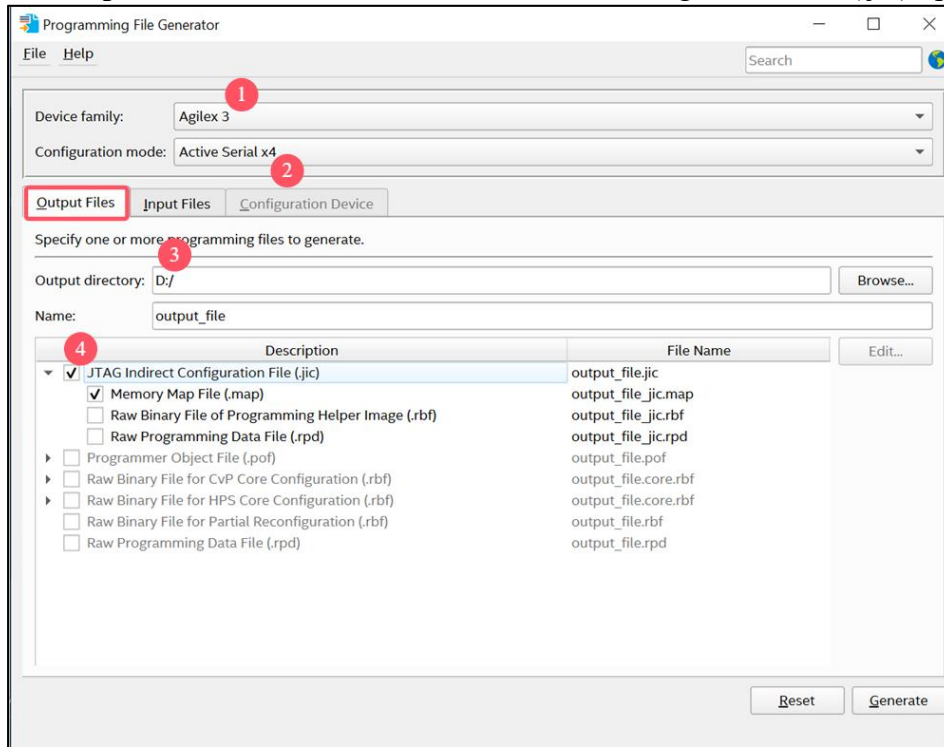 Programming File Generator
File Help
Search
1
Device family: Agilex 3
Configuration mode: Active Serial x4
2
Output Files Input Files Configuration Device
Specify one or more programming files to generate.
3
Output directory: D:/ Browse...
Name: output_file
4
Description File Name Edit...
JTAG Indirect Configuration File (.jic) output_file.jic
Memory Map File (.map) output_file_jic.map
Raw Binary File of Programming Helper Image (.rbf) output_file_jic.rbf
Raw Programming Data File (.rpd) output_file_jic.rpd
Programmer Object File (.pof) output_file.pof
Raw Binary File for CvP Core Configuration (.rbf) output_file.core.rbf
Raw Binary File for HPS Core Configuration (.rbf) output_file.core.rbf
Raw Binary File for Partial Reconfiguration (.rbf) output_file.rbf
Raw Programming Data File (.rpd) output_file.rpd
Reset Generate